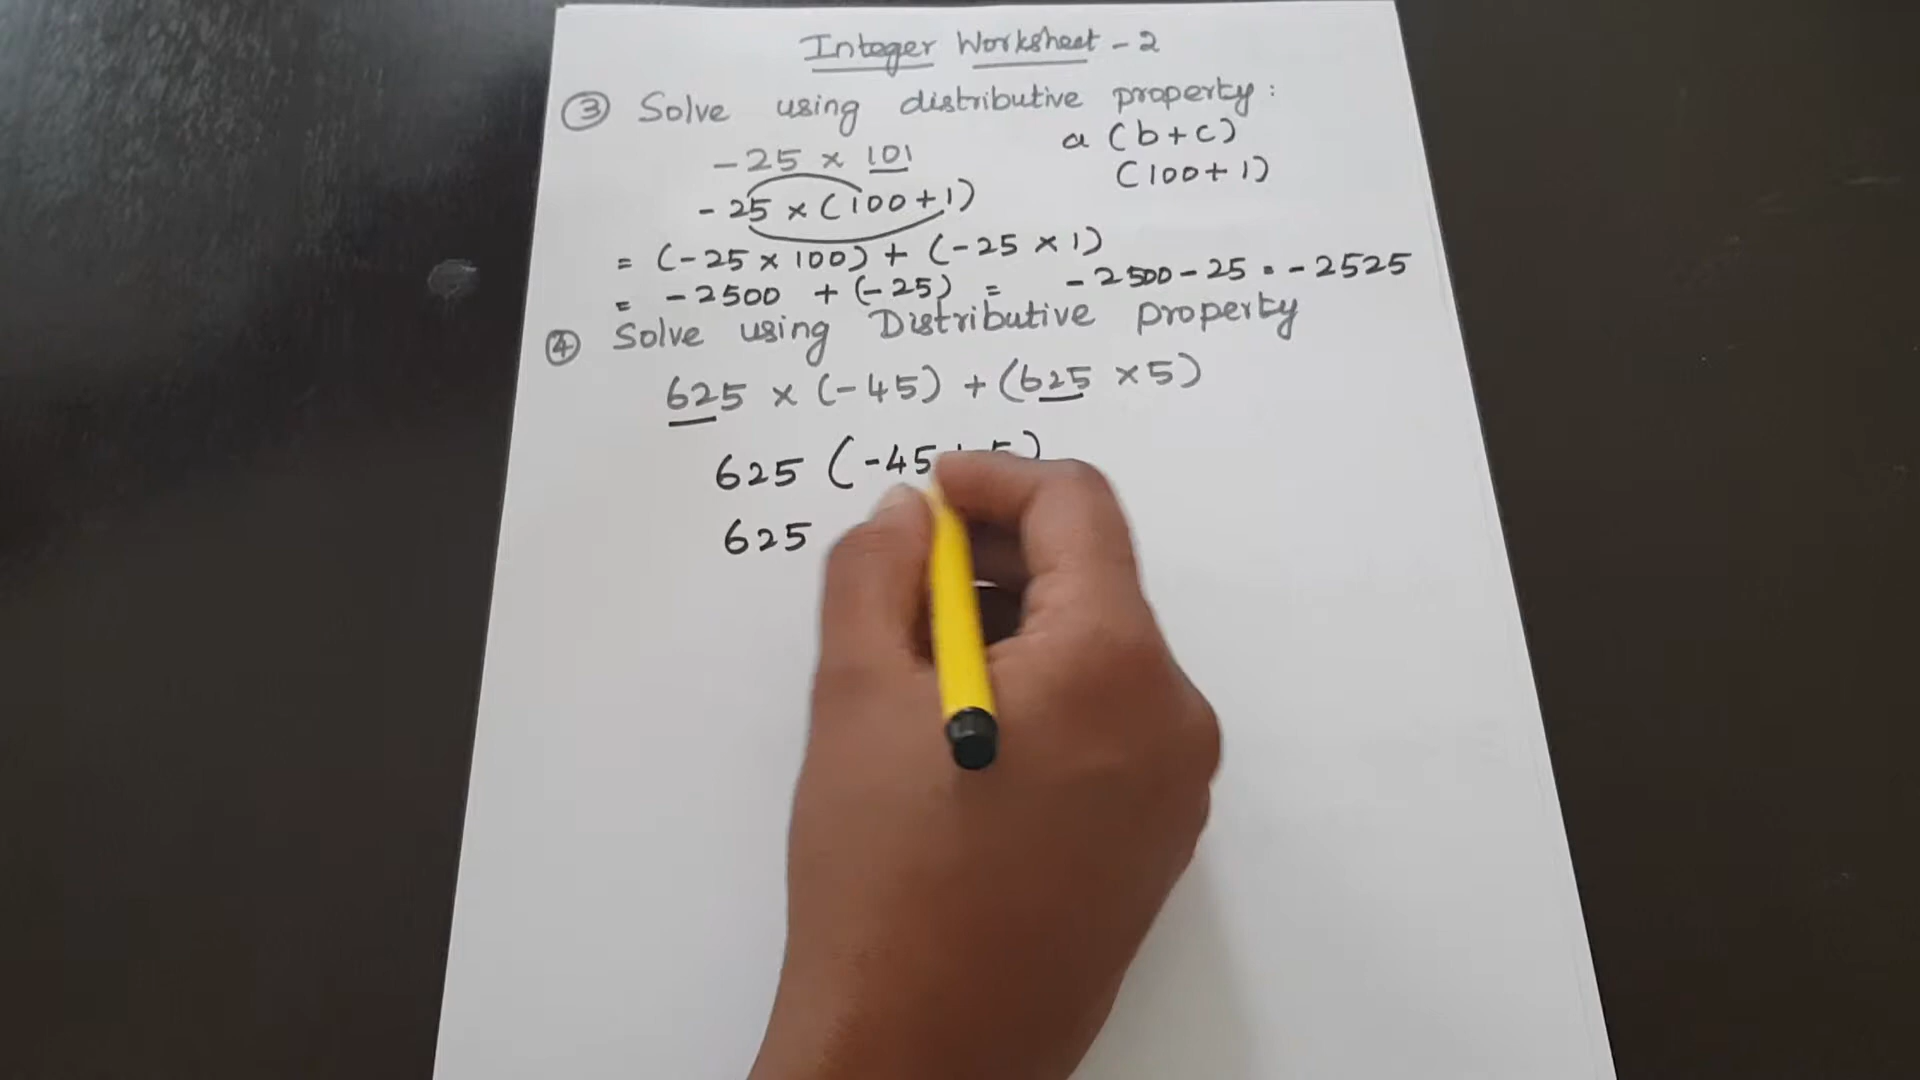 Integer Worksheet - 2
③ Solve using distributive property:
-25 × 101
a (b+c)
-25 × (100+1)
(100+1)
= (-25 × 100) + (-25 × 1)
= -2500 + (-25) = -2500 - 25 = -2525
④ Solve using Distributive property
625 × (-45) + (625 × 5)
625 (-45 + 5)
625